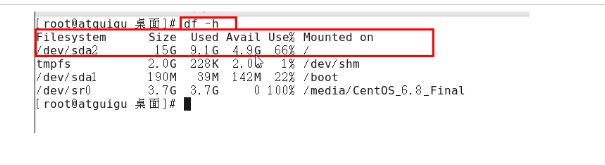 [root@atguigu 桌面]# df -h
Filesystem Size Used Avail Use% Mounted on
/dev/sda2 15G 9.1G 4.9G 66% /
tmpfs 2.0G 228K 2.0G 1% /dev/shm
/dev/sda1 190M 39M 142M 22% /boot
/dev/sr0 3.7G 3.7G 0 100% /media/CentOS_6.8_Final
[root@atguigu 桌面]#